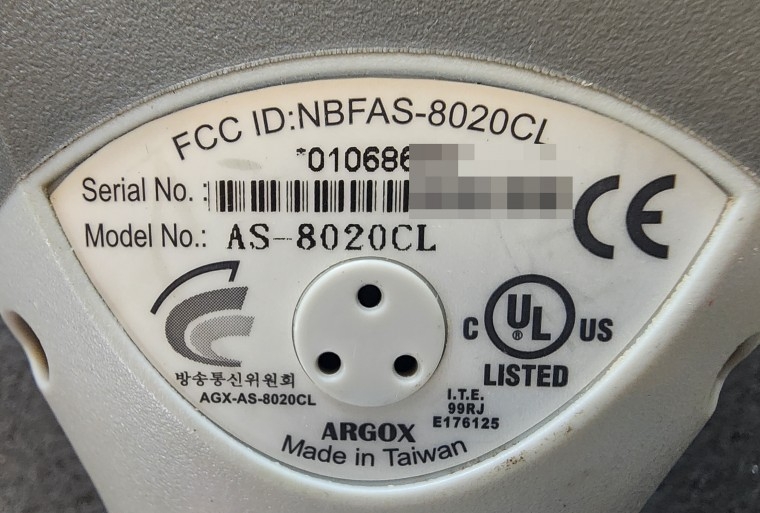 FCC ID:NBFAS-8020CL
*010686
Serial No. :
Model No.: AS-8020CL
CE
방송통신위원회
AGX-AS-8020CL
C UL® US
LISTED
I.T.E.
99RJ
E176125
ARGOX
Made in Taiwan